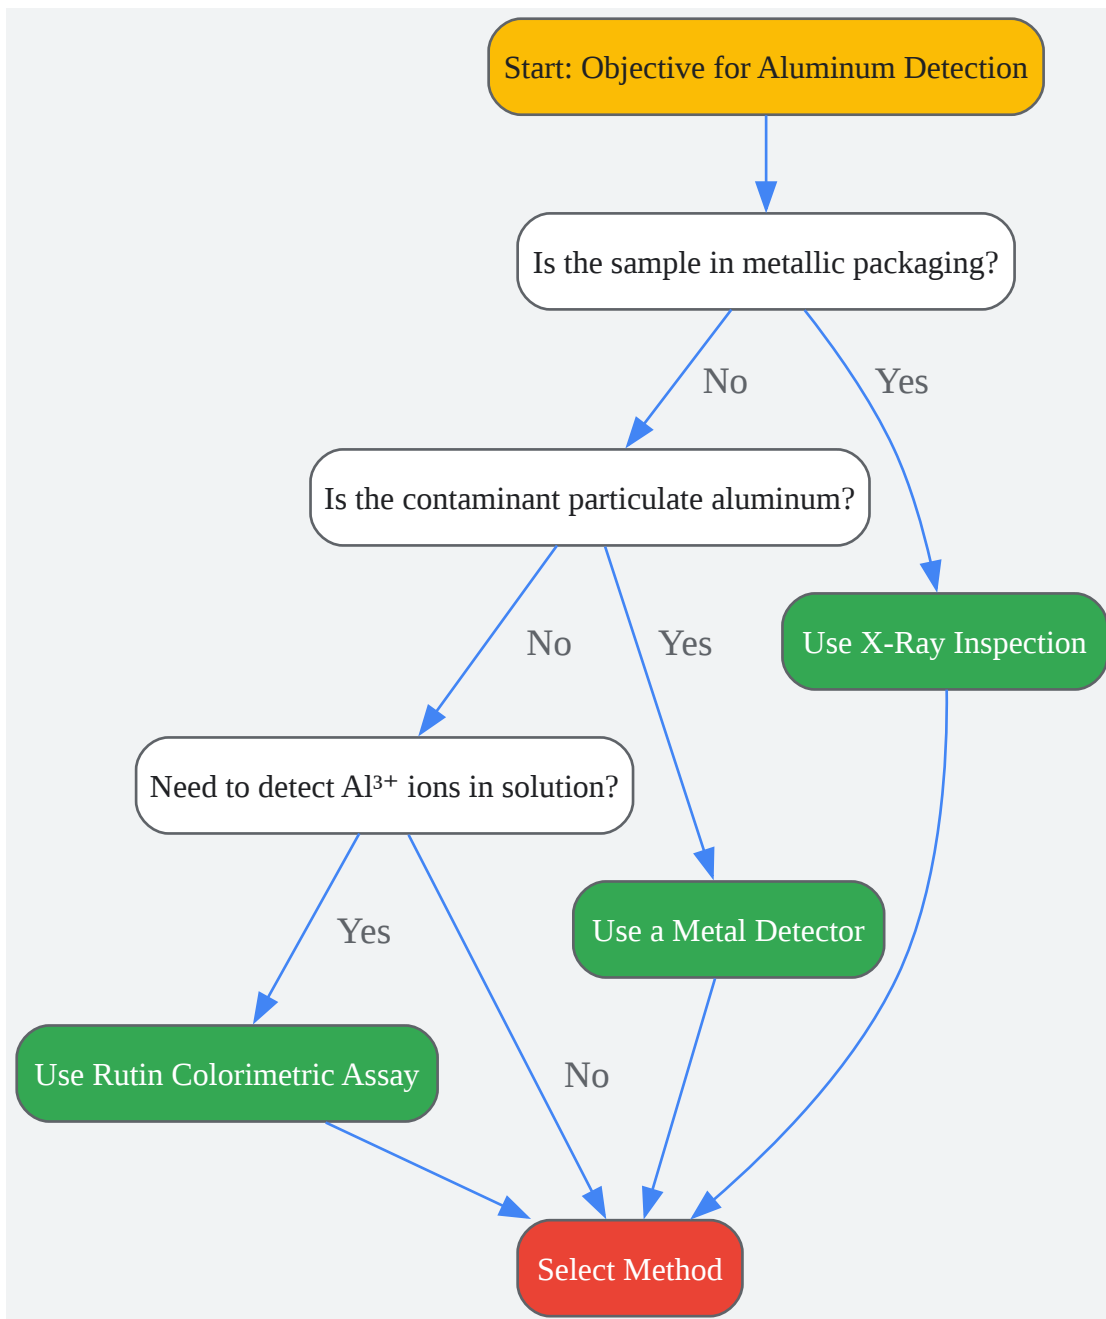 Start: Objective for Aluminum Detection
Is the sample in metallic packaging?
No
Yes
Is the contaminant particulate aluminum?
No
Yes
Use X-Ray Inspection
Need to detect Al³⁺ ions in solution?
Yes
Use a Metal Detector
Use Rutin Colorimetric Assay
No
Select Method